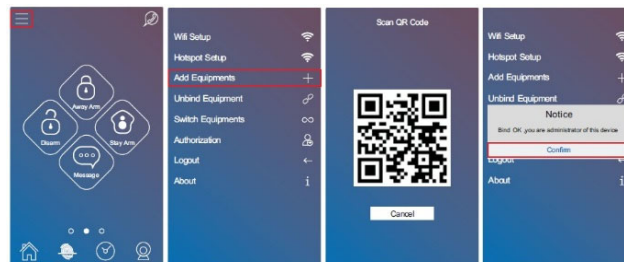 Away Arm
Disarm
Stay Arm
Message
Wifi Setup
Hotspot Setup
Add Equipments
Unbind Equipment
Switch Equipments
Authorization
Logout
About
Scan QR Code
Cancel
Wifi Setup
Hotspot Setup
Add Equipments
Unbind Equipment
Notice
Bind OK ,you are administrator of this device
Confirm
Logout
About